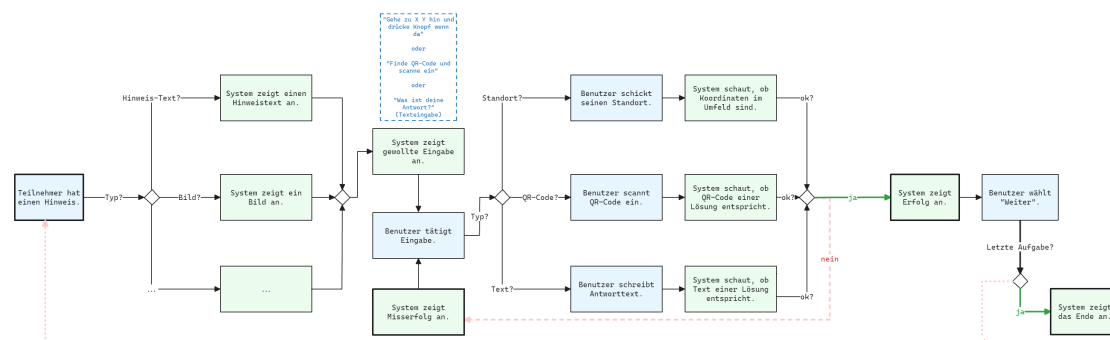 "Gehe zu X Y hin und
drücke Knopf wenn
da"
oder
"Finde QR-Code und
scanne ein"
oder
"Was ist deine
Antwort?"
(Texteingabe)
Hinweis-Text?
System zeigt einen
Hinweistext an.
Standort?
Benutzer schickt
seinen Standort.
System schaut, ob
Koordinaten im
Umfeld sind.
ok?
System zeigt
gewollte Eingabe
an.
Teilnehmer hat
einen Hinweis.
Typ?
Bild?
System zeigt ein
Bild an.
Benutzer tätigt
Eingabe.
Typ?
QR-Code?
Benutzer scannt
QR-Code ein.
System schaut, ob
QR-Code einer
Lösung entspricht.
ok?
ja
System zeigt
Erfolg an.
Benutzer wählt
"Weiter".
Letzte Aufgabe?
nein
...
...
System zeigt
Misserfolg an.
Text?
Benutzer schreibt
Antworttext.
System schaut, ob
Text einer Lösung
entspricht.
ok?
ja
System zeigt
das Ende an.